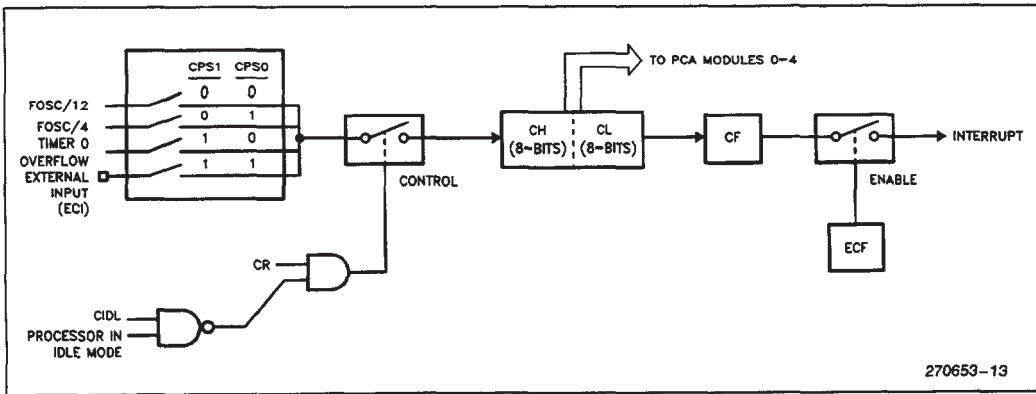 CPS1 CPS0
0 0
FOSC/12
0 1
FOSC/4
TIMER 0
OVERFLOW
1 0
EXTERNAL
INPUT
(ECI)
1 1
CONTROL
TO PCA MODULES 0-4
CH CL
(8-BITS) (8-BITS)
CF
INTERRUPT
ENABLE
ECF
CR
CIDL
PROCESSOR IN
IDLE MODE
270653-13